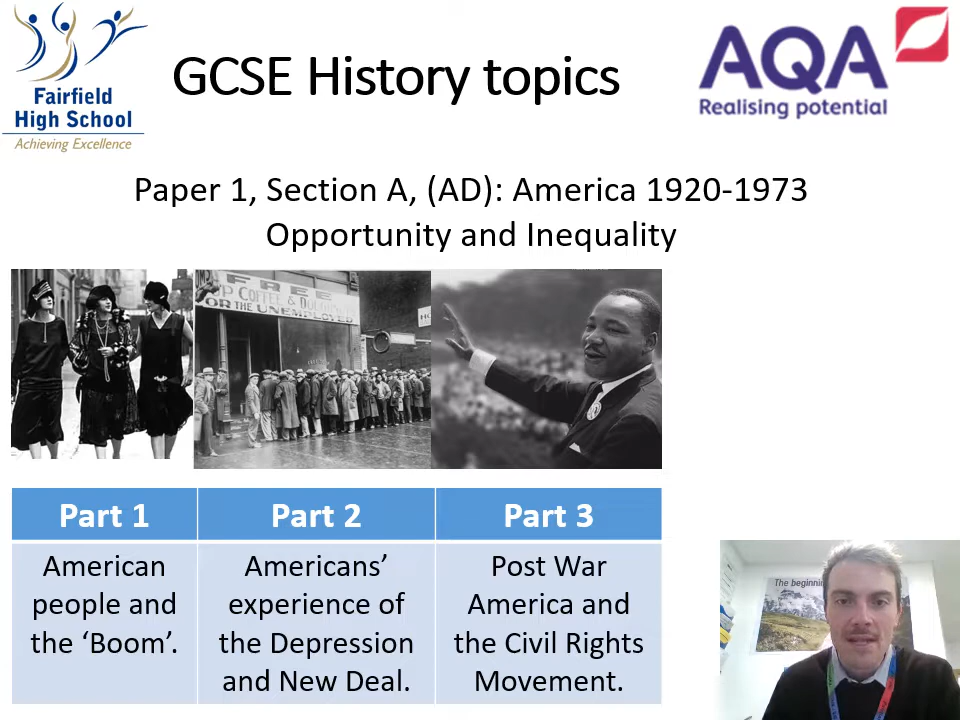 Fairfield
High School
Achieving Excellence
GCSE History topics
AQA
Realising potential
Paper 1, Section A, (AD): America 1920-1973
Opportunity and Inequality
FREE
COFFEE & DOUGHNUTS
FOR THE UNEMPLOYED
Part 1
Part 2
Part 3
American
people and
the ‘Boom’.
Americans’
experience of
the Depression
and New Deal.
Post War
America and
the Civil Rights
Movement.
The beginnin